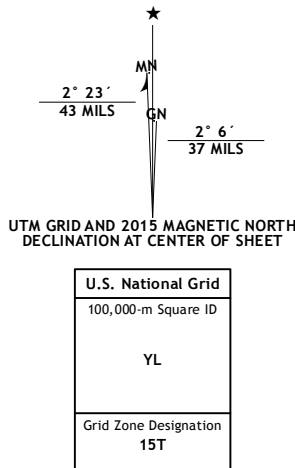 ★
MN
2° 23´
43 MILS
GN
2° 6´
37 MILS
UTM GRID AND 2015 MAGNETIC NORTH
DECLINATION AT CENTER OF SHEET
U.S. National Grid
100,000-m Square ID
YL
Grid Zone Designation
15T